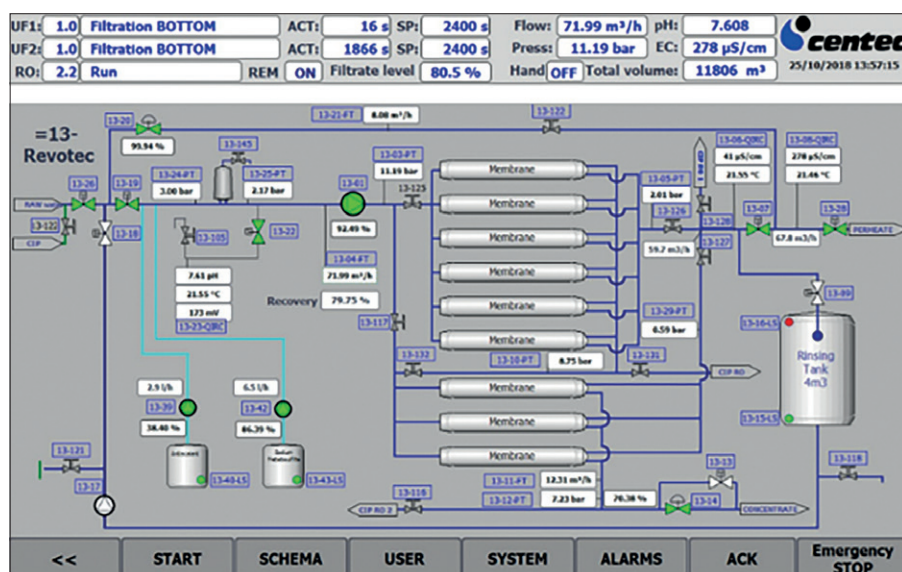 UF1: 1.0 Filtration BOTTOM ACT: 16 s SP: 2400 s Flow: 71.99 m³/h pH: 7.608
UF2: 1.0 Filtration BOTTOM ACT: 1866 s SP: 2400 s Press: 11.19 bar EC: 278 µS/cm
RO: 2.2 Run REM ON Filtrate level 80.5 % Hand OFF Total volume: 11806 m³
centec
25/10/2018 13:57:15
=13-
Revotec
13-20
93.94 %
13-21-FT
8.08 m³/h
13-122
13-145
13-24-PT
3.00 bar
13-25-PT
2.17 bar
13-03-PT
11.19 bar
13-125
13-26
13-19
RAW
13-122
CIP
13-18
13-105
13-22
13-01
92.49 %
13-04-FT
71.99 m³/h
Recovery 79.75 %
7.61 pH
21.55 °C
173 mV
13-23-QIRC
Membrane
Membrane
Membrane
Membrane
Membrane
Membrane
Membrane
Membrane
Membrane
13-05-PT
2.01 bar
13-126
59.7 m3/h
CIP RO 1
13-128
13-127
13-06-QIRC
41 µS/cm
21.55 °C
13-08-QIRC
278 µS/cm
21.46 °C
13-07
67.8 m3/h
13-28
PERMEATE
13-29-PT
0.59 bar
13-09
13-16-LS
Rinsing
Tank
4m3
13-15-LS
13-117
13-132
13-10-PT
8.75 bar
13-131
CIP RO
2.9 l/h
13-39
38.40 %
13-40-LS
6.5 l/h
13-42
86.39 %
Sodium
13-43-LS
13-121
13-17
CIP RO 2
13-116
13-11-FT
12.31 m³/h
13-12-PT
7.23 bar
70.38 %
13-13
13-14
CONCENTRATE
13-118
<< START SCHEMA USER SYSTEM ALARMS ACK Emergency
STOP